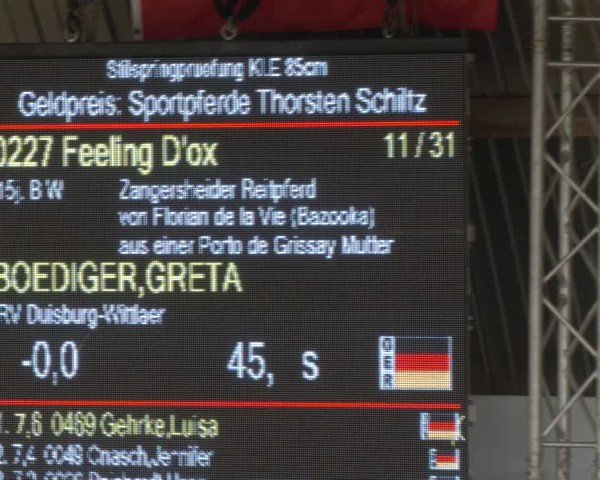 Stilspringpruefung Kl.E 85cm
Geldpreis: Sportpferde Thorsten Schiltz
0227 Feeling D'ox 11/31
15j. B W Zangersheider Reitpferd
von Florian de la Vie (Bazooka)
aus einer Porto de Grissay Mutter
BOEDIGER,GRETA
RV Duisburg-Wittlaer
-0,0 45, s GER
1. 7,6 0469 Gehrke,Luisa
2. 7,4 0049 Cnasch,Jennifer